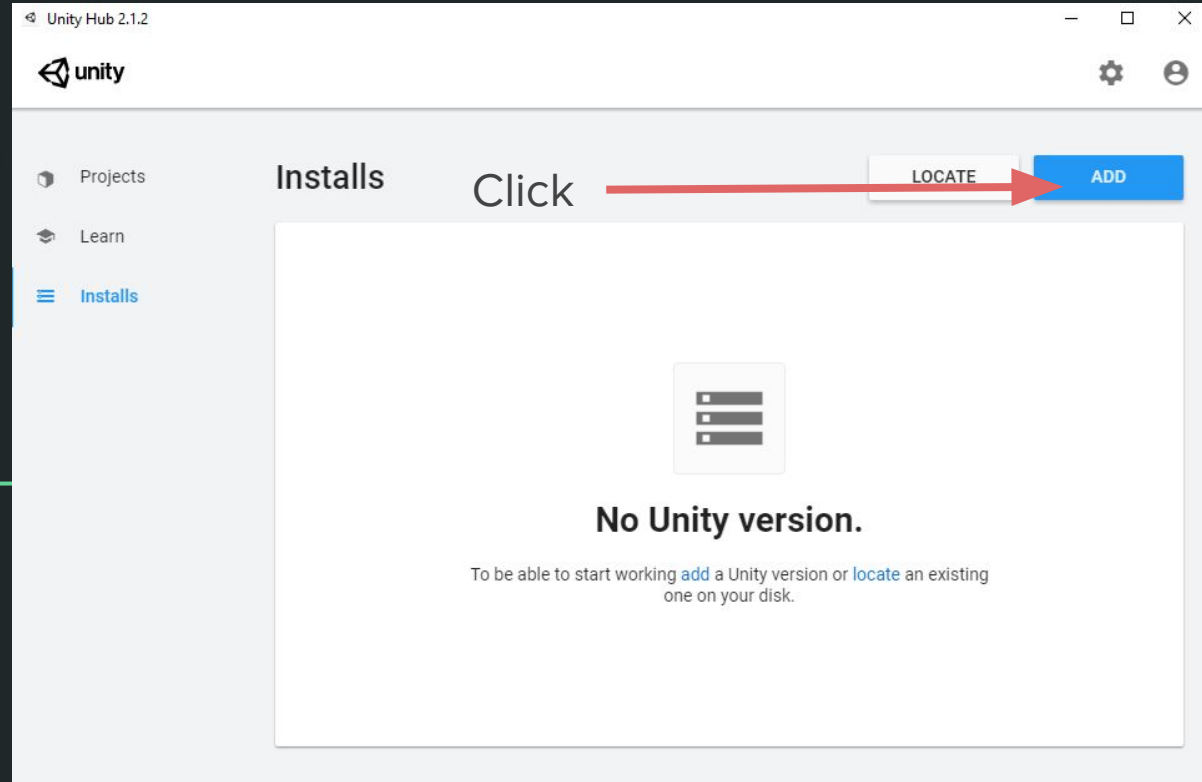 Unity Hub 2.1.2
unity
Projects
Learn
Installs
Installs
Click
LOCATE
ADD
No Unity version.
To be able to start working add a Unity version or locate an existing
one on your disk.